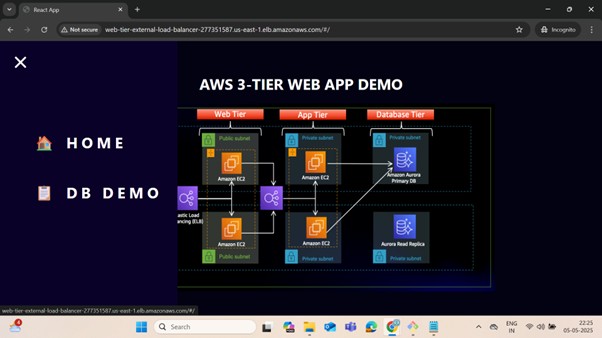 React App
Not secure
web-tier-external-load-balancer-277351587.us-east-1.elb.amazonaws.com/#/
Incognito
AWS 3-TIER WEB APP DEMO
HOME
DB DEMO
Web Tier
App Tier
Database Tier
Public subnet
Private subnet
Private subnet
Amazon EC2
Amazon EC2
Amazon Aurora
Primary DB
astic Load
ancing (ELB)
Amazon EC2
Amazon EC2
Aurora Read Replica
Public subnet
Private subnet
Private subnet
web-tier-external-load-balancer-277351587.us-east-1.elb.amazonaws.com/#/
Search
ENG
IN
22:25
05-05-2025